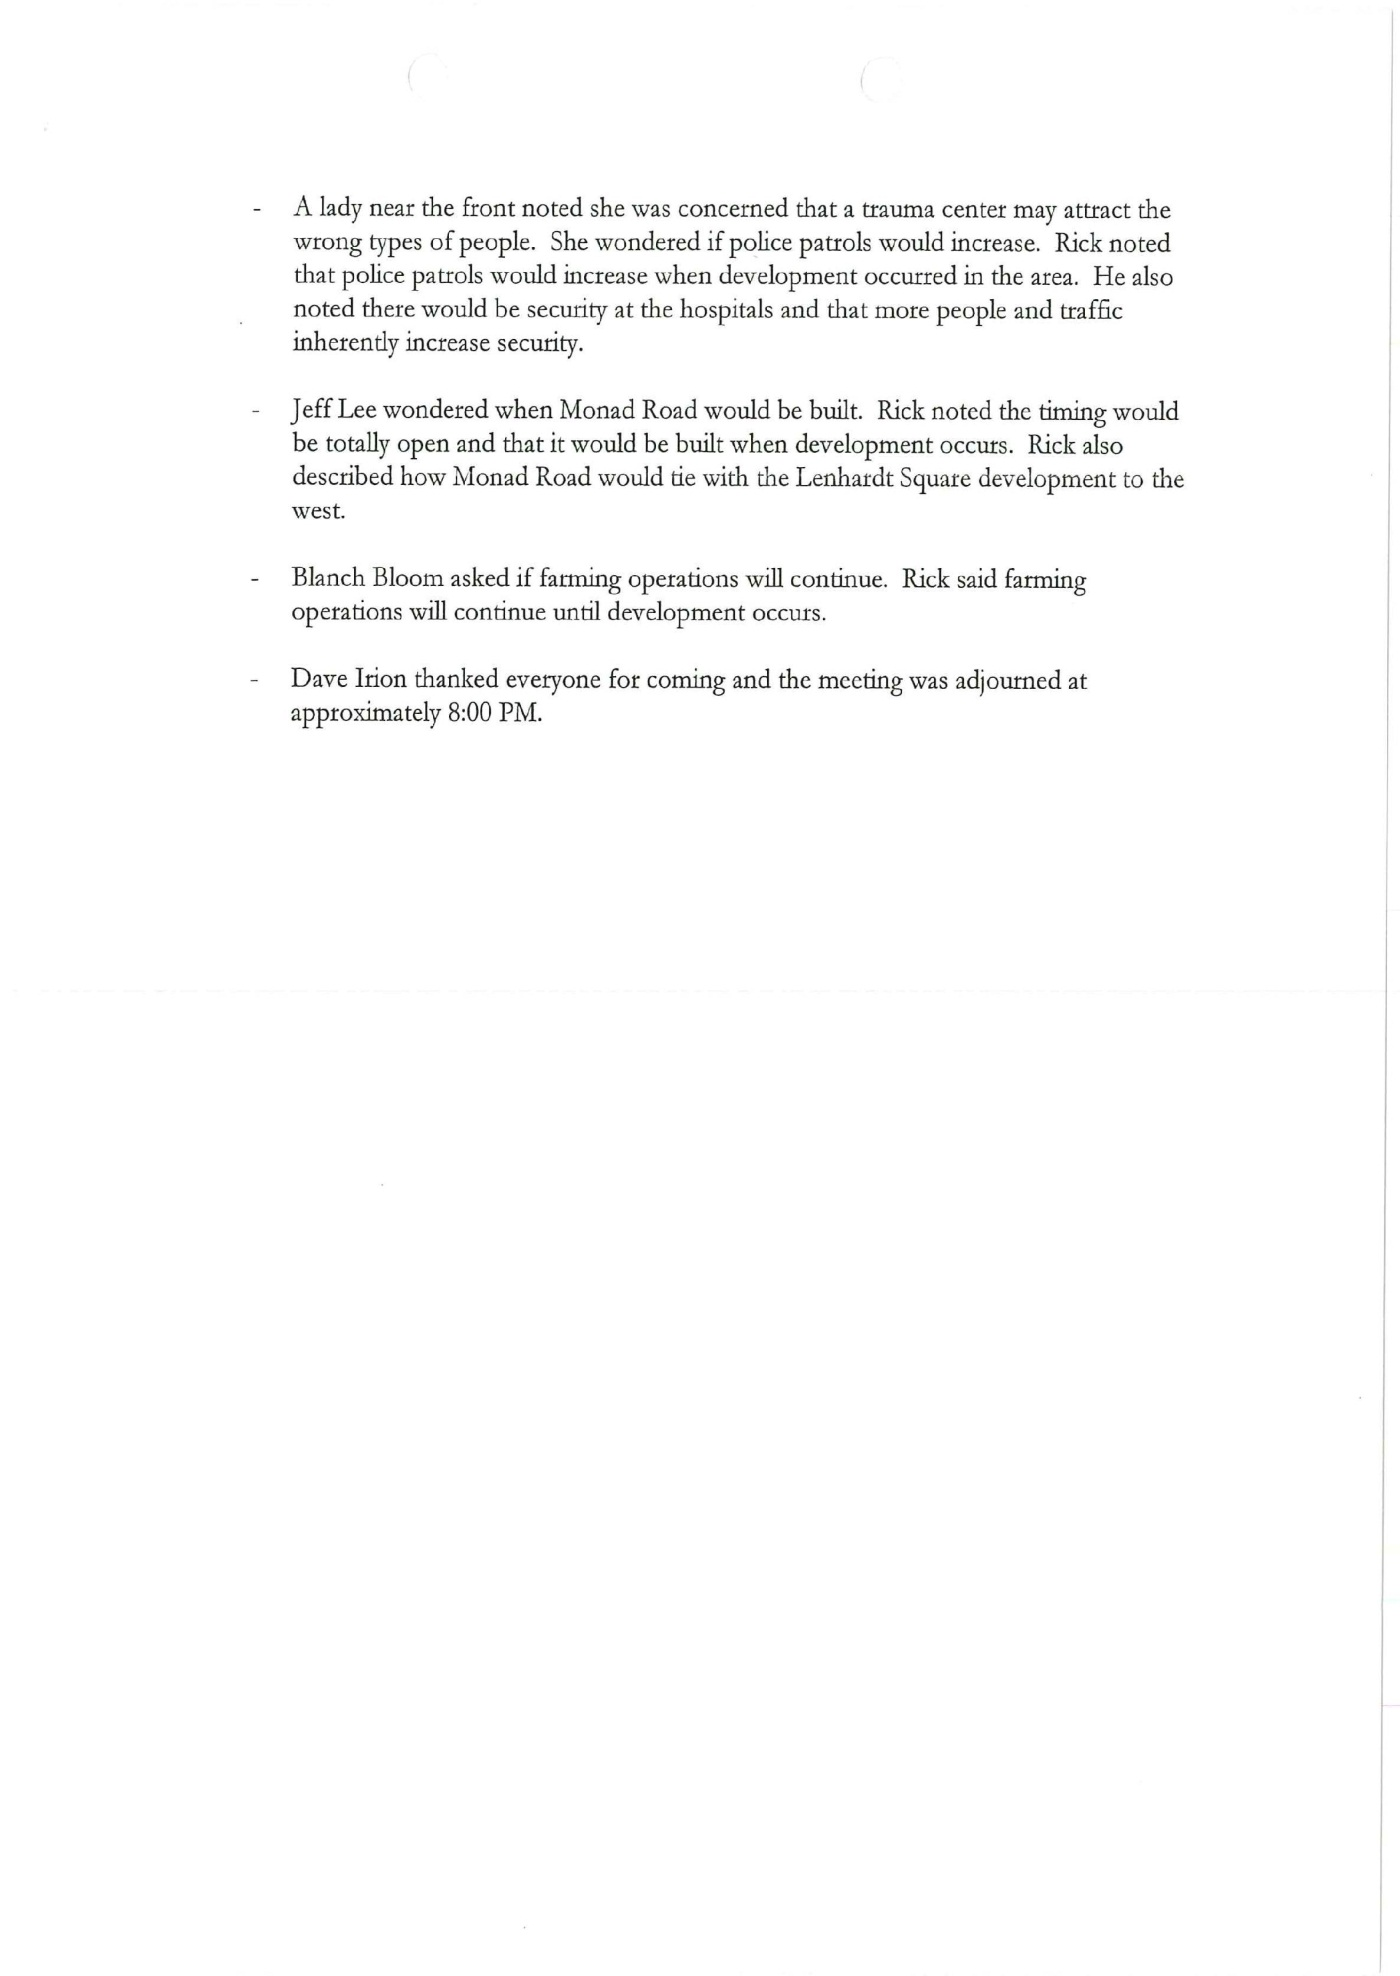 - A lady near the front noted she was concerned that a trauma center may attract the
wrong types of people. She wondered if police patrols would increase. Rick noted
that police patrols would increase when development occurred in the area. He also
noted there would be security at the hospitals and that more people and traffic
inherently increase security.
- Jeff Lee wondered when Monad Road would be built. Rick noted the timing would
be totally open and that it would be built when development occurs. Rick also
described how Monad Road would tie with the Lenhardt Square development to the
west.
- Blanch Bloom asked if farming operations will continue. Rick said farming
operations will continue until development occurs.
- Dave Irion thanked everyone for coming and the meeting was adjourned at
approximately 8:00 PM.